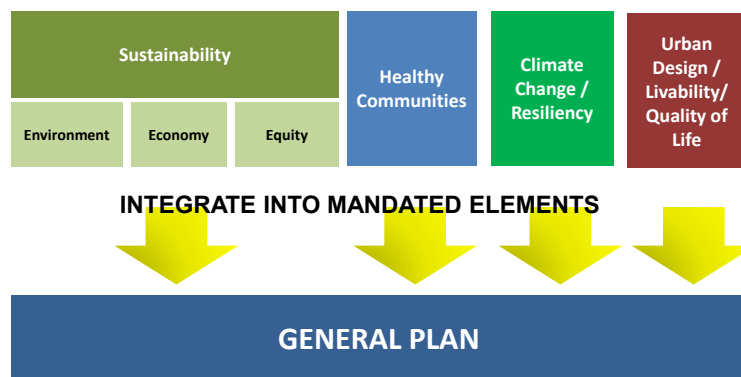 Sustainability
Environment
Economy
Equity
Healthy
Communities
Climate
Change /
Resiliency
Urban
Design /
Livability/
Quality of
Life
INTEGRATE INTO MANDATED ELEMENTS
GENERAL PLAN